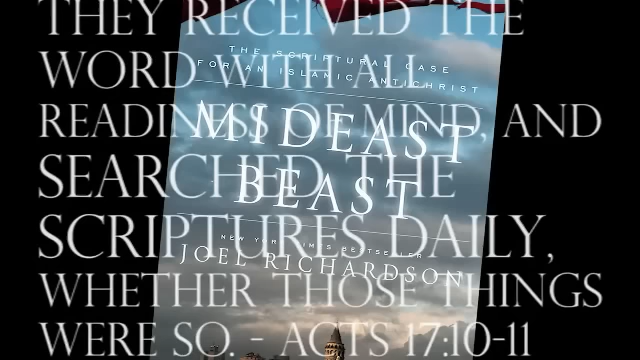 THEY RECEIVED THE
WORD WITH ALL
READINESS OF MIND, AND
SEARCHED THE
SCRIPTURES DAILY,
WHETHER THOSE THINGS
WERE SO. - ACTS 17:10-11
THE SCRIPTURAL CASE
FOR AN ISLAMIC ANTICHRIST
MIDEAST
BEAST
NEW YORK TIMES BESTSELLER
JOEL RICHARDSON